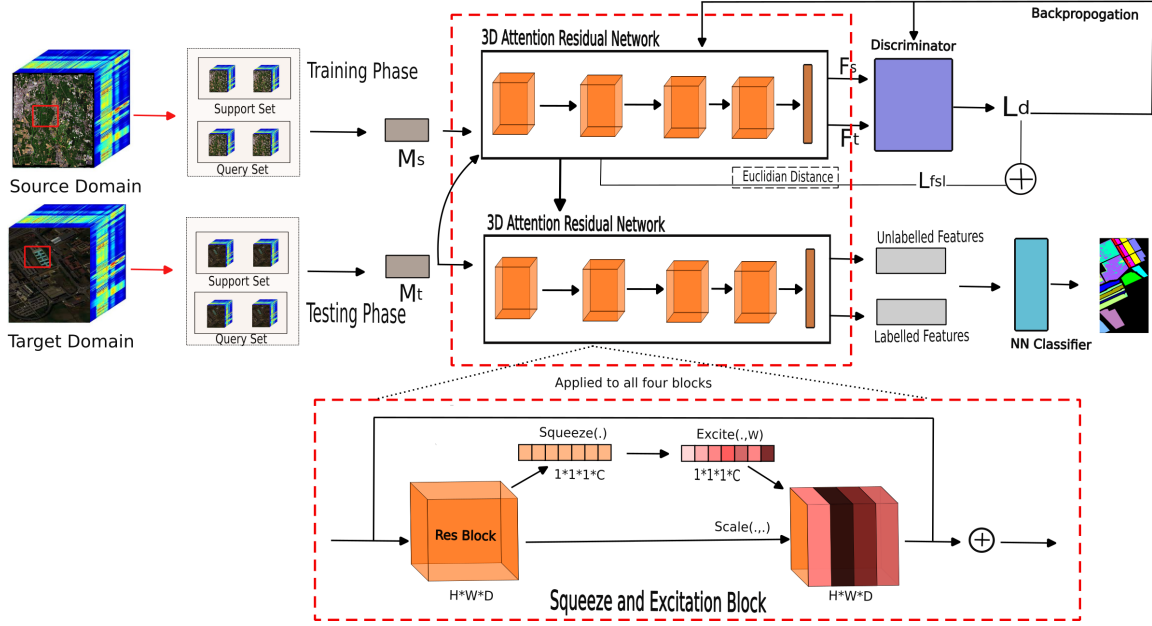 Backpropogation
3D Attention Residual Network
Discriminator
Training Phase
Support Set
Query Set
Source Domain
Ms
Fs
Ft
Ld
Euclidian Distance
Lfsl
3D Attention Residual Network
Unlabelled Features
Support Set
Query Set
Target Domain
Mt
Testing Phase
Labelled Features
NN Classifier
Applied to all four blocks
Squeeze(.)
Excite(.,W)
1*1*1*C
1*1*1*C
Scale(.,.)
Res Block
H*W*D
H*W*D
Squeeze and Excitation Block